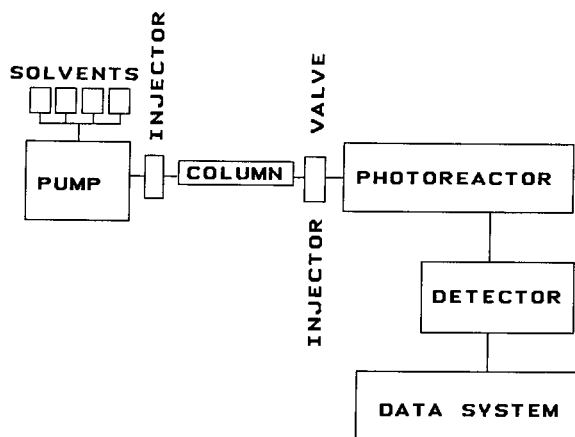 SOLVENTS
INJECTOR
VALVE
PUMP
COLUMN
PHOTOREACTOR
INJECTOR
DETECTOR
DATA SYSTEM